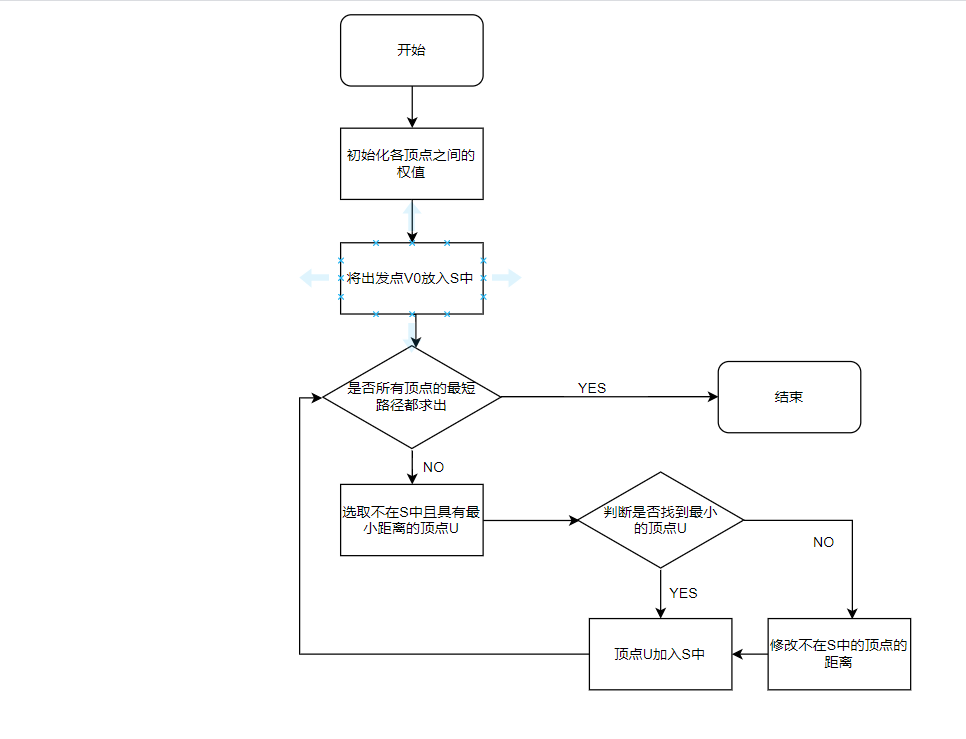 开始
初始化各顶点之间的
权值
将出发点V0放入S中
是否所有顶点的最短
路径都求出
YES
结束
NO
选取不在S中且具有最
小距离的顶点U
判断是否找到最小
的顶点U
NO
YES
顶点U加入S中
修改不在S中的顶点的
距离